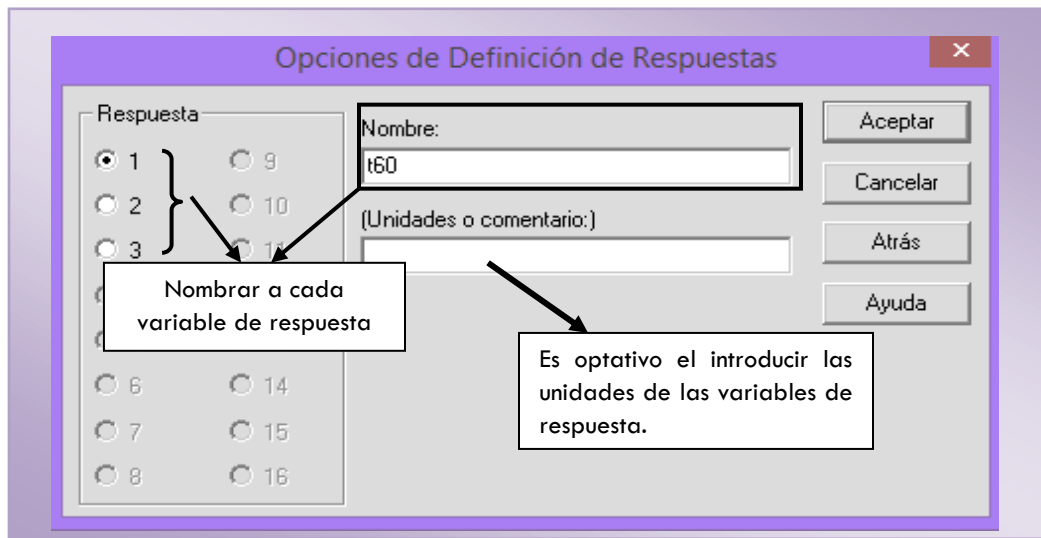 Opciones de Definición de Respuestas
Respuesta
1
2
3
6
7
8
9
10
11
14
15
16
Nombre:
t60
(Unidades o comentario:)
Aceptar
Cancelar
Atrás
Ayuda
Nombrar a cada
variable de respuesta
Es optativo el introducir las
unidades de las variables de
respuesta.